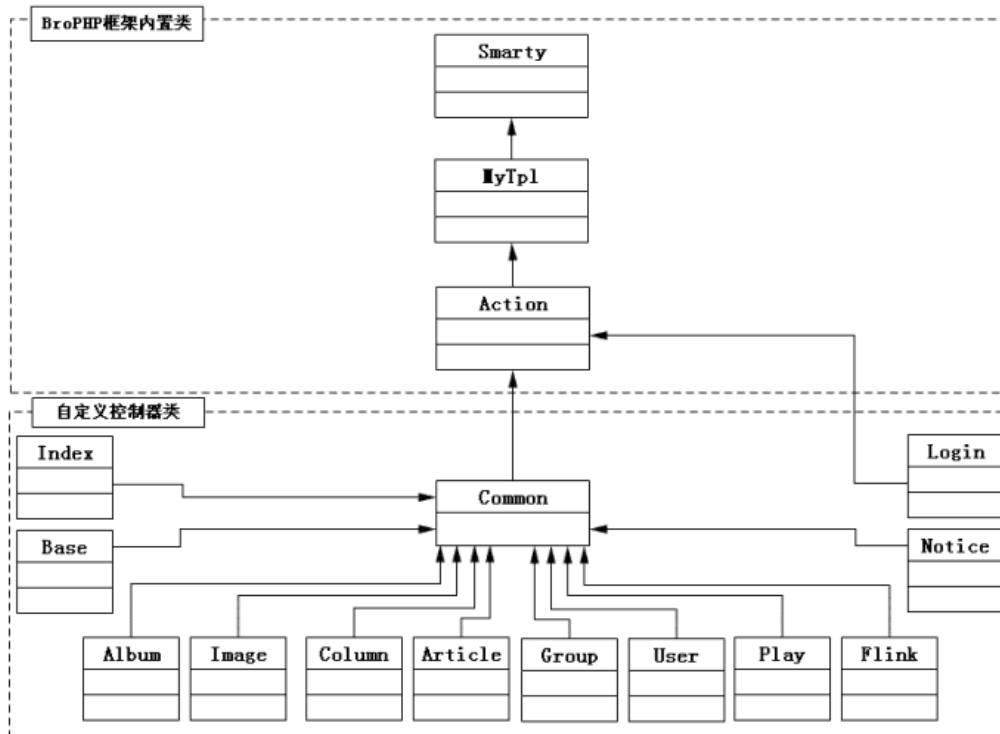 BroPHP框架内置类
Smarty
MyTpl
Action
自定义控制器类
Index
Login
Common
Base
Notice
Album
Image
Column
Article
Group
User
Play
Flink